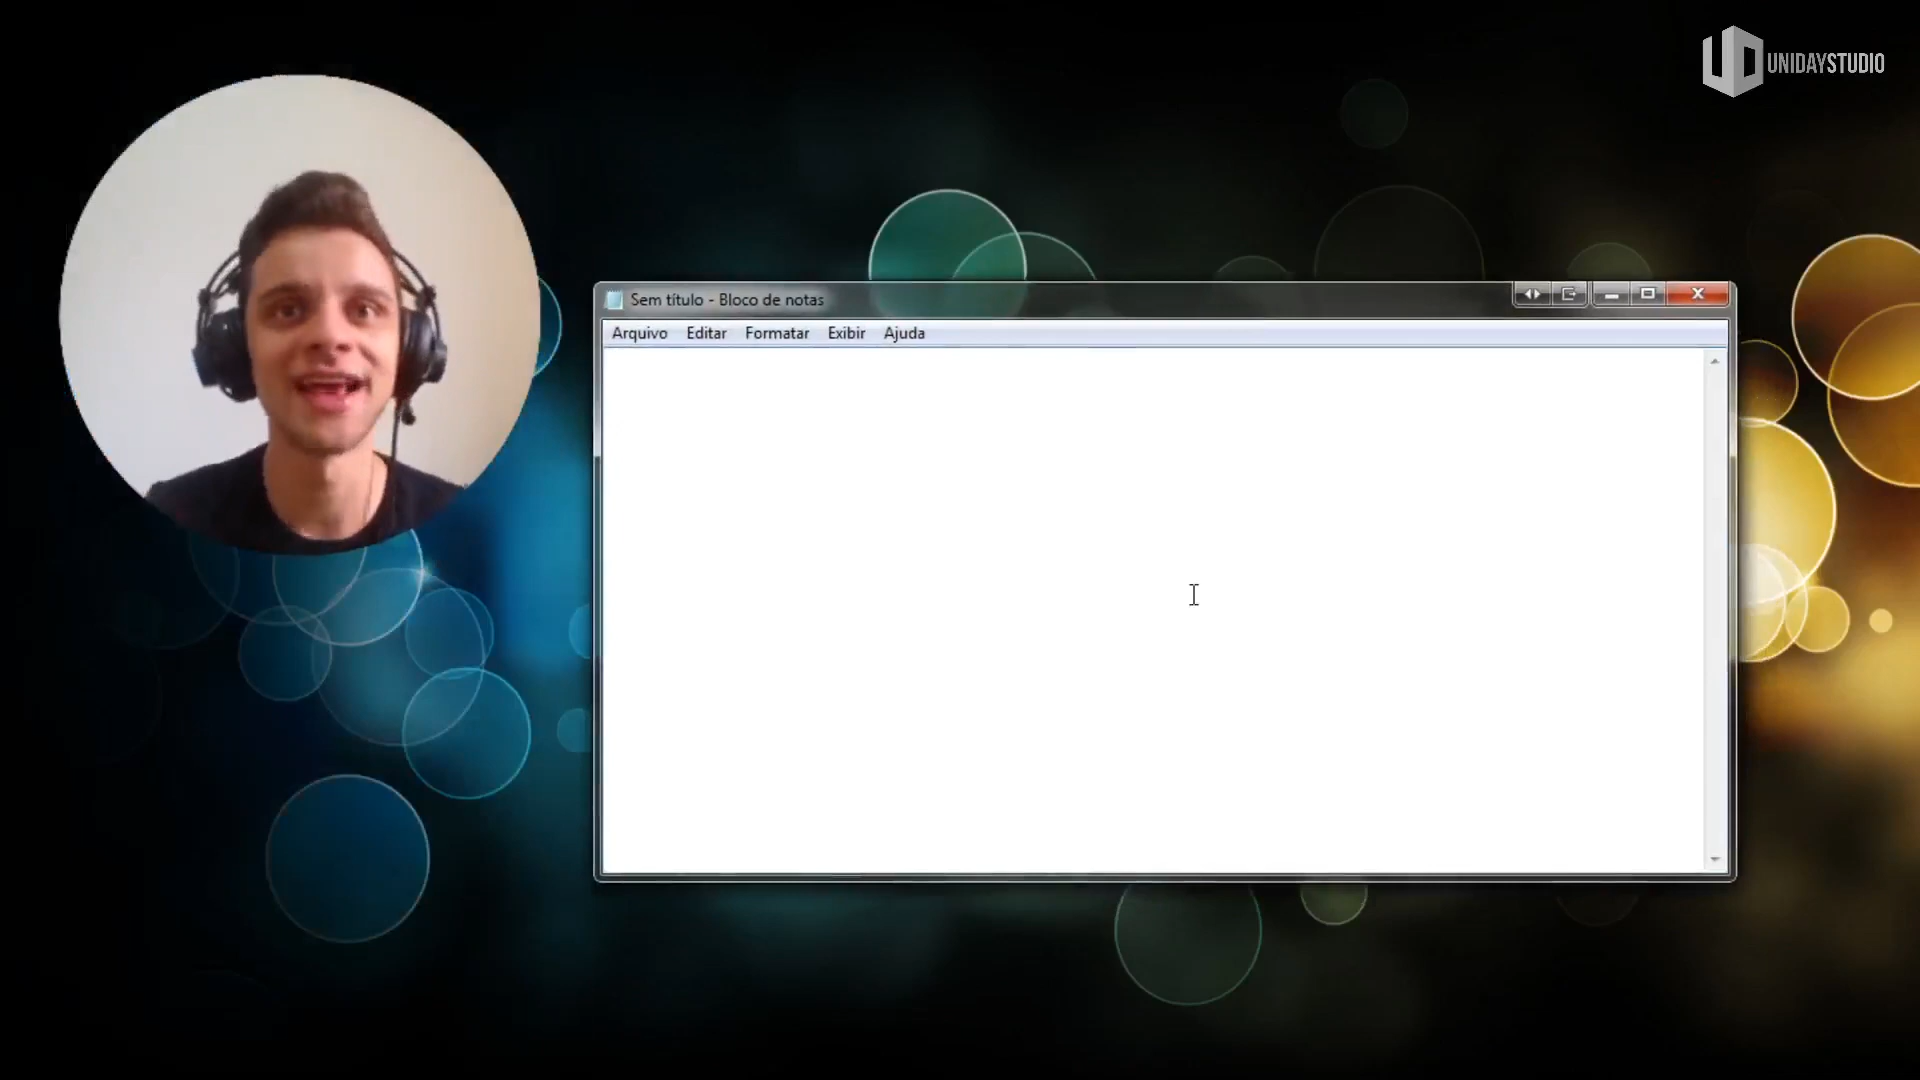 UNIDAYSTUDIO
Sem título - Bloco de notas
Arquivo Editar Formatar Exibir Ajuda